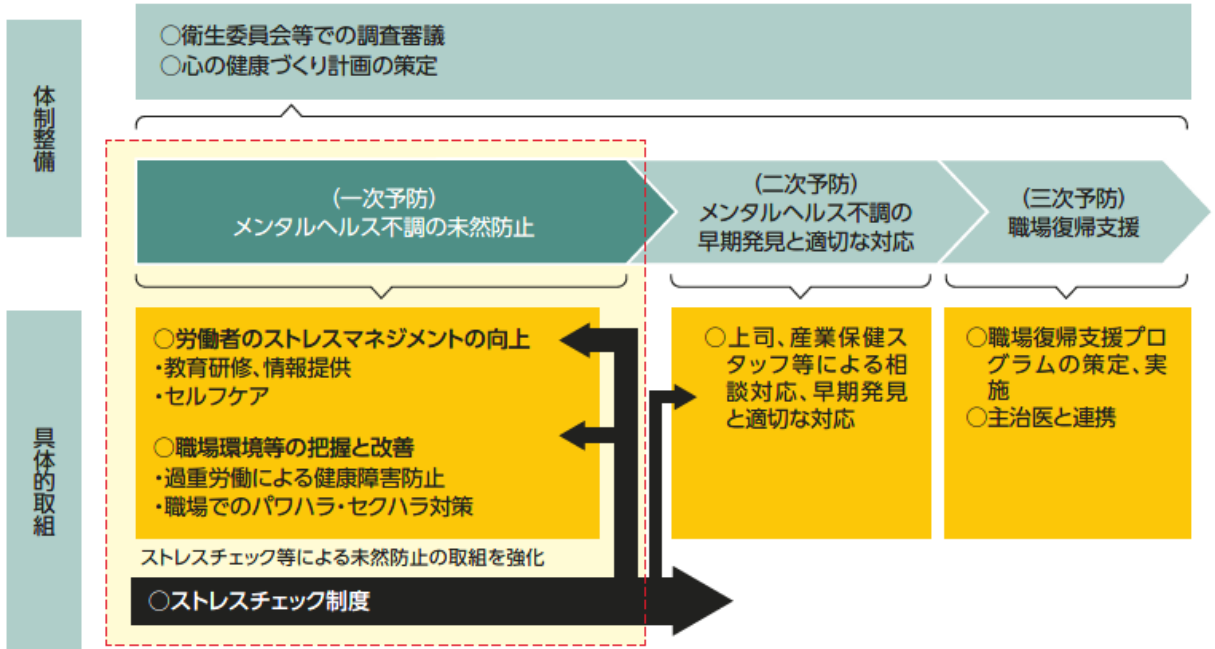 体制整備
○衛生委員会等での調査審議
○心の健康づくり計画の策定
(一次予防)
メンタルヘルス不調の未然防止
(二次予防)
メンタルヘルス不調の
早期発見と適切な対応
(三次予防)
職場復帰支援
具体的取組
○労働者のストレスマネジメントの向上
・教育研修、情報提供
・セルフケア
○職場環境等の把握と改善
・過重労働による健康障害防止
・職場でのパワハラ・セクハラ対策
○上司、産業保健ス
タッフ等による相
談対応、早期発見
と適切な対応
○職場復帰支援プロ
グラムの策定、実
施
○主治医と連携
ストレスチェック等による未然防止の取組を強化
○ストレスチェック制度